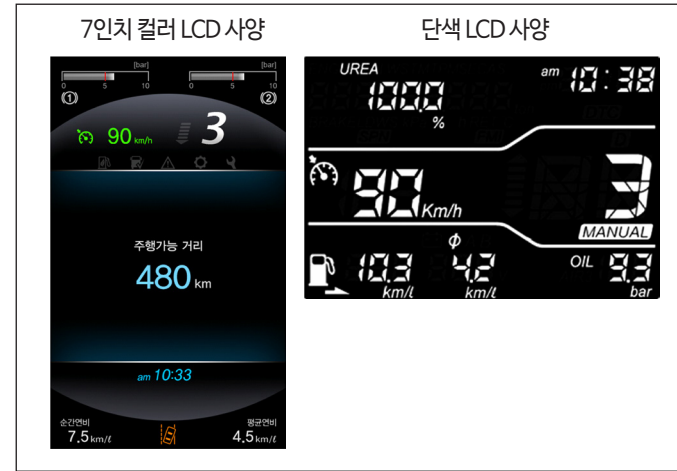 7인치 컬러 LCD 사양
[bar] [bar]
0 5 10 0 5 10
(1) (2)
90 km/h 3
주행가능 거리
480 km
am 10:33
순간연비 평균연비
7.5 km/ℓ 4.5 km/ℓ
단색 LCD 사양
UREA am 10:38
100.0
%
90 Km/h 3
MANUAL
ϕ
10.3 4.2 OIL 9.3
km/ℓ km/ℓ bar